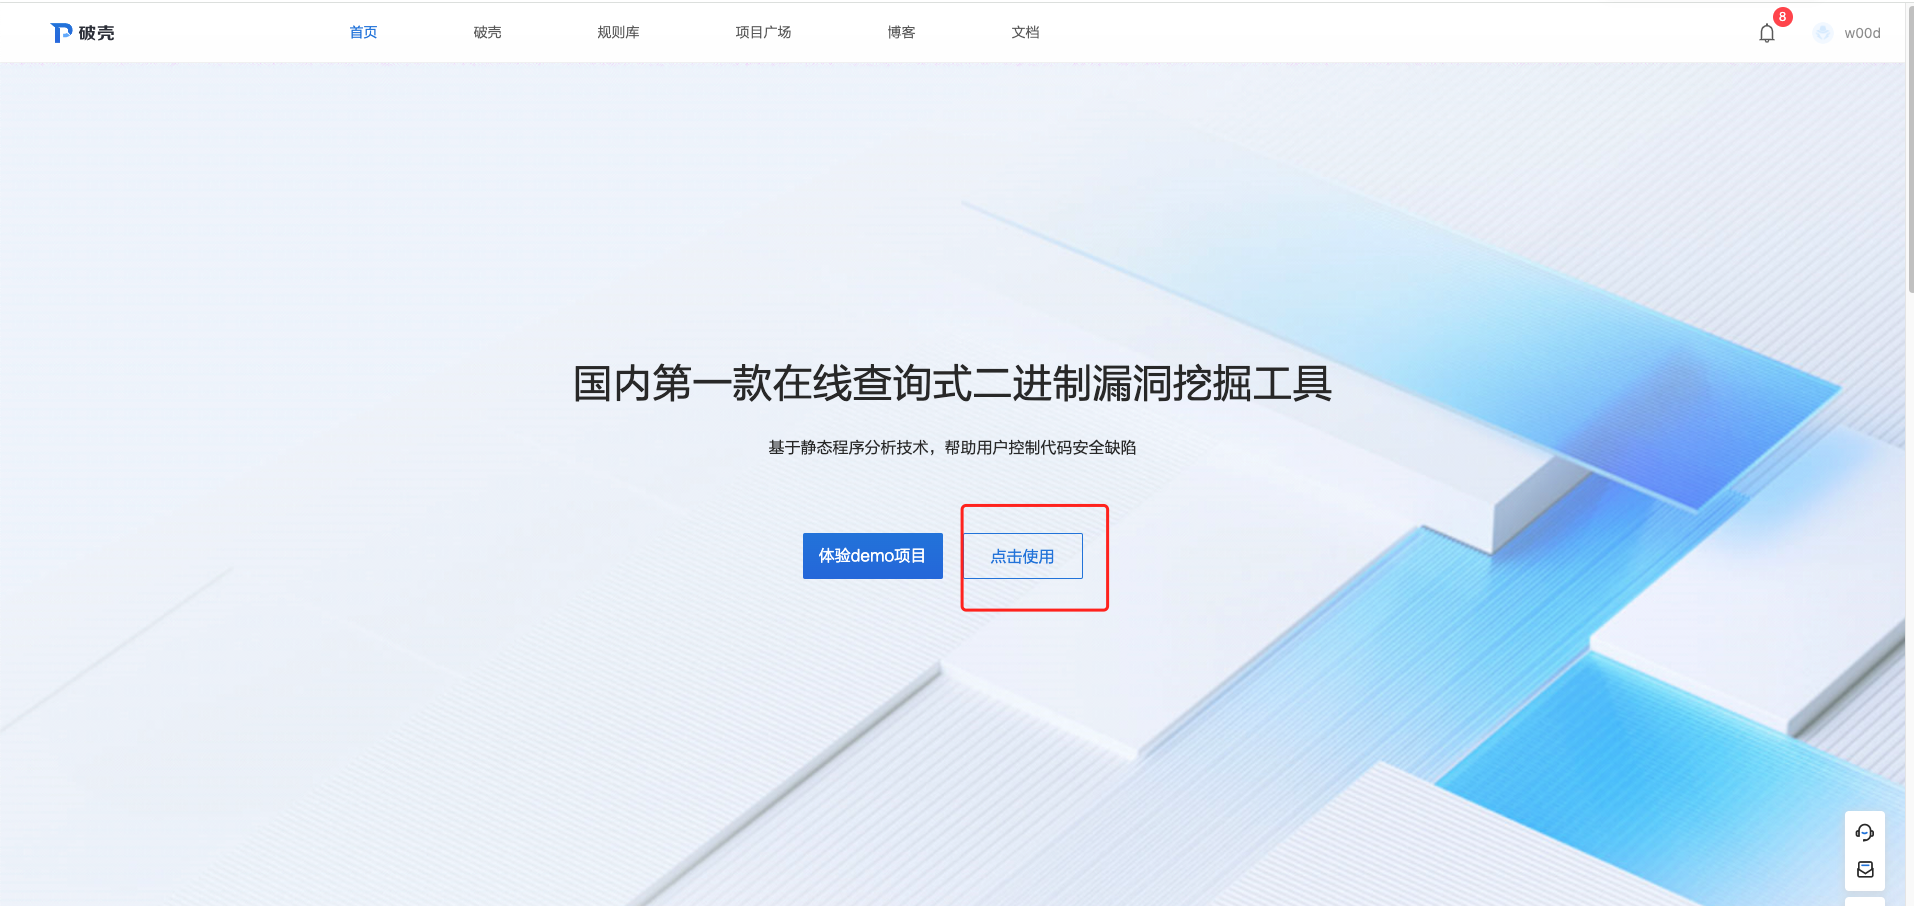 破壳
首页
破壳
规则库
项目广场
博客
文档
8
w00d
国内第一款在线查询式二进制漏洞挖掘工具
基于静态程序分析技术，帮助用户控制代码安全缺陷
体验demo项目
点击使用